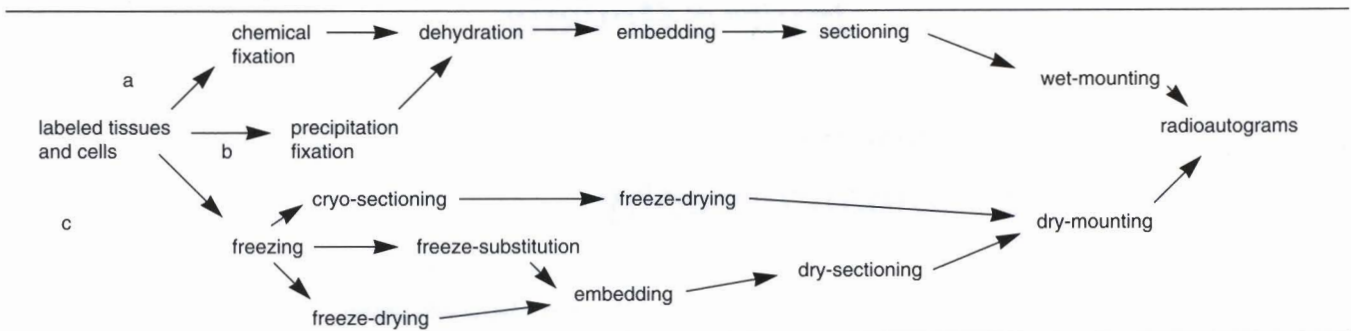 chemical
fixation
dehydration
embedding
sectioning
a
wet-mounting
labeled tissues
and cells
b
precipitation
fixation
radioautograms
cryo-sectioning
freeze-drying
c
dry-mounting
freezing
freeze-substitution
dry-sectioning
embedding
freeze-drying